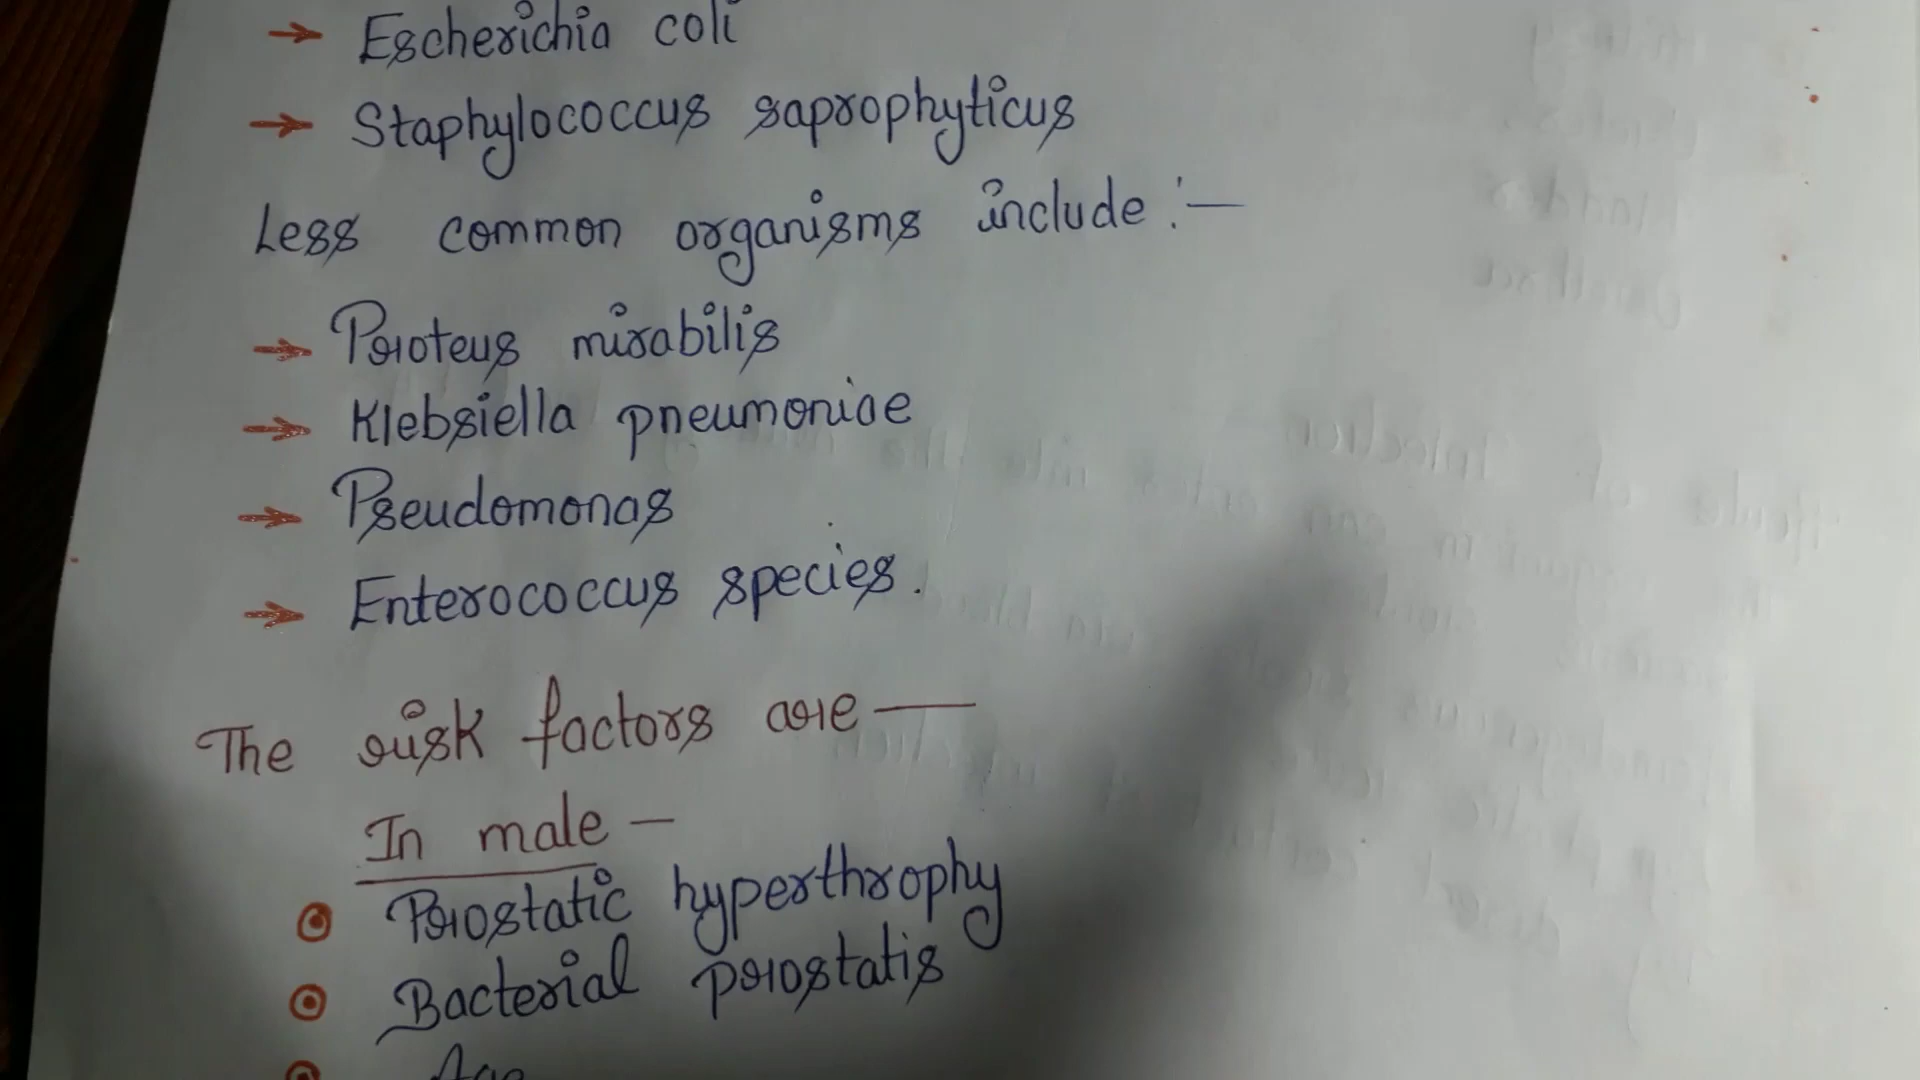 → Escherichia coli
→ Staphylococcus saprophyticus
Less common organisms include :—
→ Proteus mirabilis
→ Klebsiella pneumoniae
→ Pseudomonas
→ Enterococcus species.
The risk factors are —
In male —
Prostatic hyperthrophy
Bacterial prostatis
Age